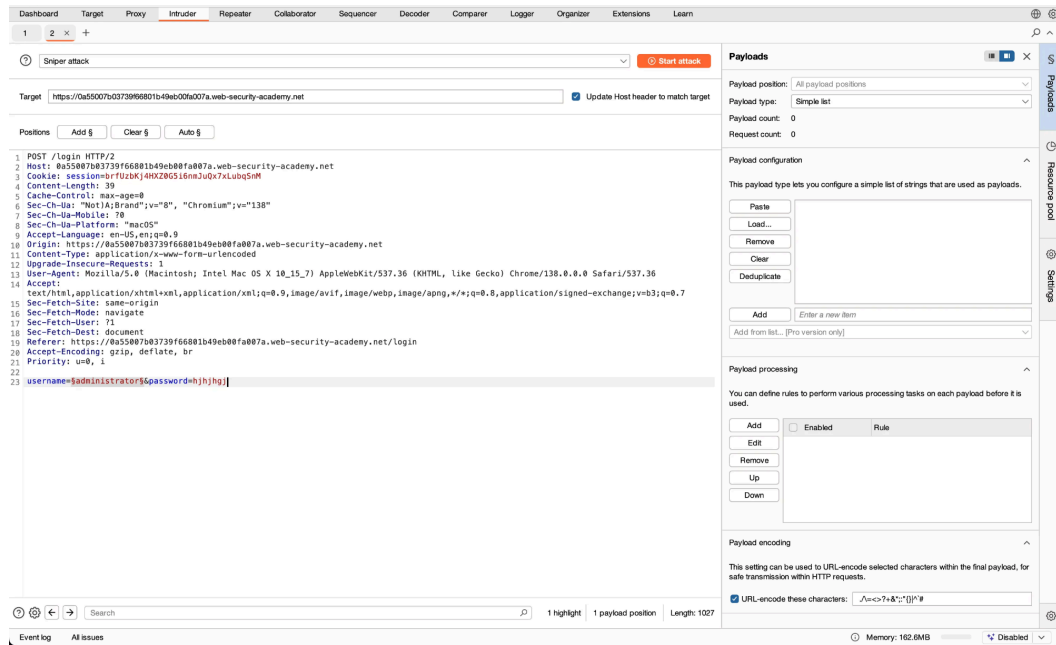 Dashboard Target Proxy Intruder Repeater Collaborator Sequencer Decoder Comparer Logger Organizer Extensions Learn
1 2 × +
Sniper attack Start attack
Target https://0a55007b03739f66801b49eb00fa007a.web-security-academy.net Update Host header to match target
Positions Add § Clear § Auto §
1 POST /login HTTP/2
2 Host: 0a55007b03739f66801b49eb00fa007a.web-security-academy.net
3 Cookie: session=brfUzbKj4HXZ0G5i6nmJuQx7xLubqSnM
4 Content-Length: 39
5 Cache-Control: max-age=0
6 Sec-Ch-Ua: "Not)A;Brand";v="8", "Chromium";v="138"
7 Sec-Ch-Ua-Mobile: ?0
8 Sec-Ch-Ua-Platform: "macOS"
9 Accept-Language: en-US,en;q=0.9
10 Origin: https://0a55007b03739f66801b49eb00fa007a.web-security-academy.net
11 Content-Type: application/x-www-form-urlencoded
12 Upgrade-Insecure-Requests: 1
13 User-Agent: Mozilla/5.0 (Macintosh; Intel Mac OS X 10_15_7) AppleWebKit/537.36 (KHTML, like Gecko) Chrome/138.0.0.0 Safari/537.36
14 Accept:
text/html,application/xhtml+xml,application/xml;q=0.9,image/avif,image/webp,image/apng,*/*;q=0.8,application/signed-exchange;v=b3;q=0.7
15 Sec-Fetch-Site: same-origin
16 Sec-Fetch-Mode: navigate
17 Sec-Fetch-User: ?1
18 Sec-Fetch-Dest: document
19 Referer: https://0a55007b03739f66801b49eb00fa007a.web-security-academy.net/login
20 Accept-Encoding: gzip, deflate, br
21 Priority: u=0, i
22
23 username=§administrator§&password=hjhjhgj
Search 1 highlight 1 payload position Length: 1027
Payloads
Payload position: All payload positions
Payload type: Simple list
Payload count: 0
Request count: 0
Payload configuration
This payload type lets you configure a simple list of strings that are used as payloads.
Paste
Load...
Remove
Clear
Deduplicate
Add Enter a new item
Add from list... [Pro version only]
Payload processing
You can define rules to perform various processing tasks on each payload before it is
used.
Add Enabled Rule
Edit
Remove
Up
Down
Payload encoding
This setting can be used to URL-encode selected characters within the final payload, for
safe transmission within HTTP requests.
URL-encode these characters: ./\=<>?+&*;:"{}|^`#
§ Payloads
Resource pool
Settings
Event log All issues Memory: 162.6MB Disabled